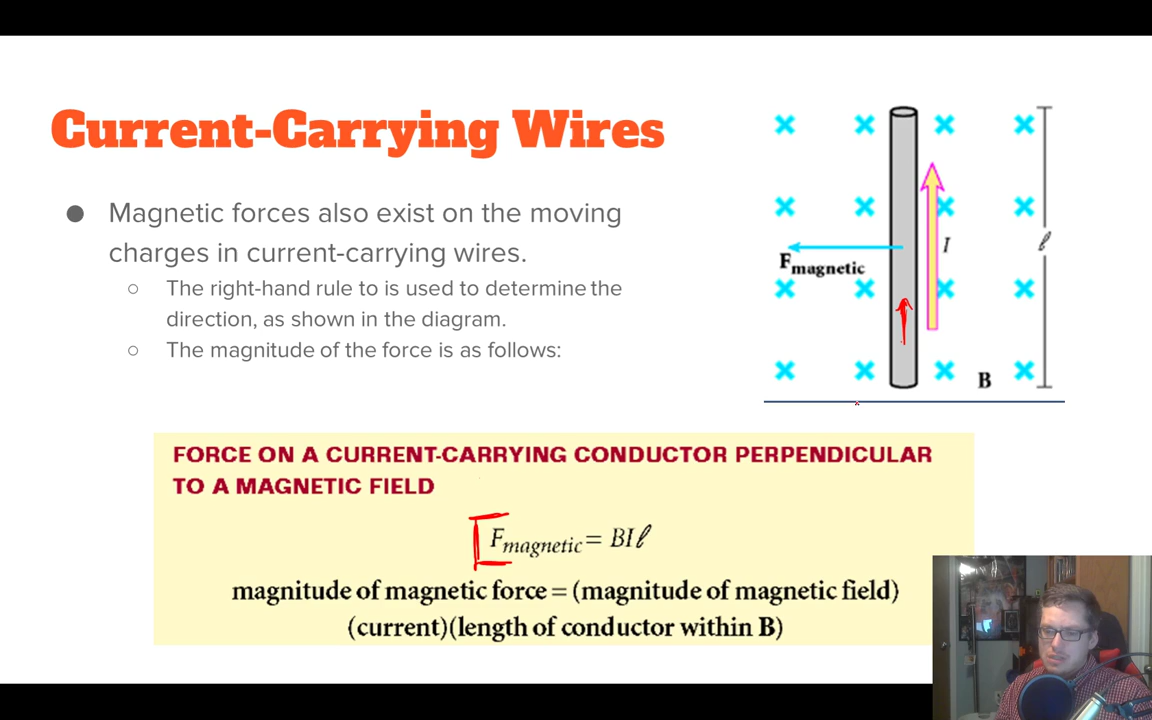 Current-Carrying Wires
● Magnetic forces also exist on the moving
charges in current-carrying wires.
○ The right-hand rule to is used to determine the
direction, as shown in the diagram.
○ The magnitude of the force is as follows:
F magnetic
I
ℓ
B
FORCE ON A CURRENT-CARRYING CONDUCTOR PERPENDICULAR
TO A MAGNETIC FIELD
F magnetic = BIℓ
magnitude of magnetic force = (magnitude of magnetic field)
(current)(length of conductor within B)